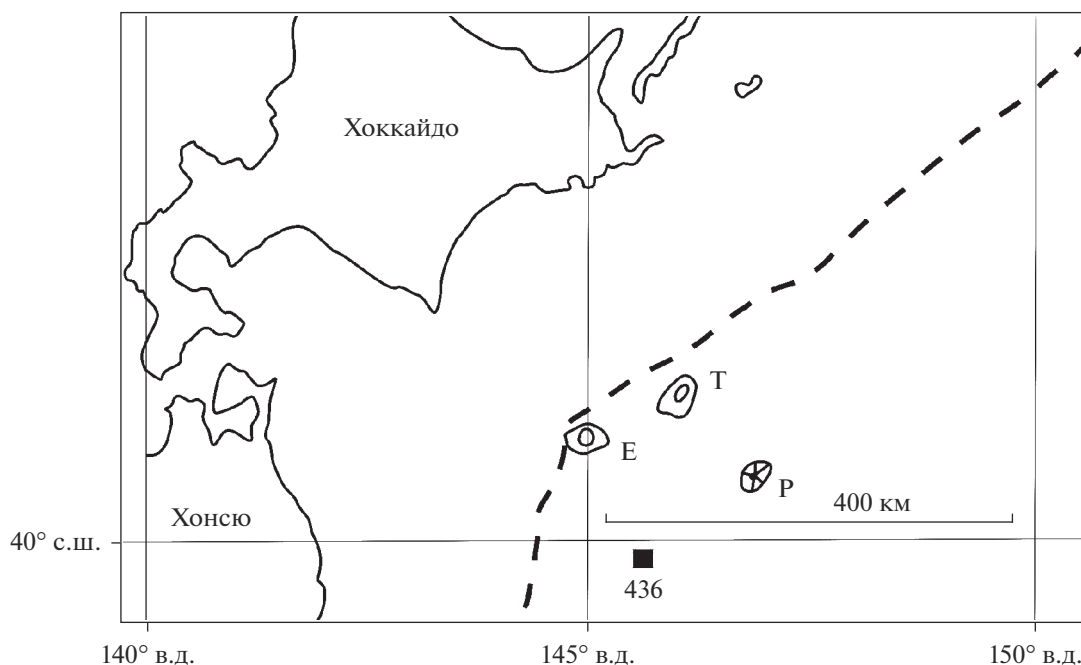 Хоккайдо
Т
Е
Р
400 км
Хонсю
40° с.ш.
436
140° в.д.
145° в.д.
150° в.д.